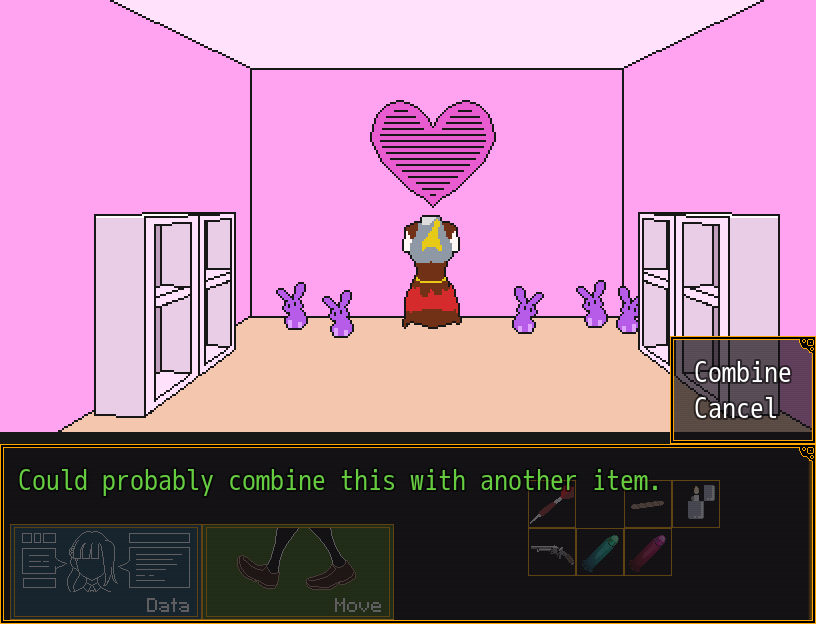 Combine
Cancel
Could probably combine this with another item.
Data
Move